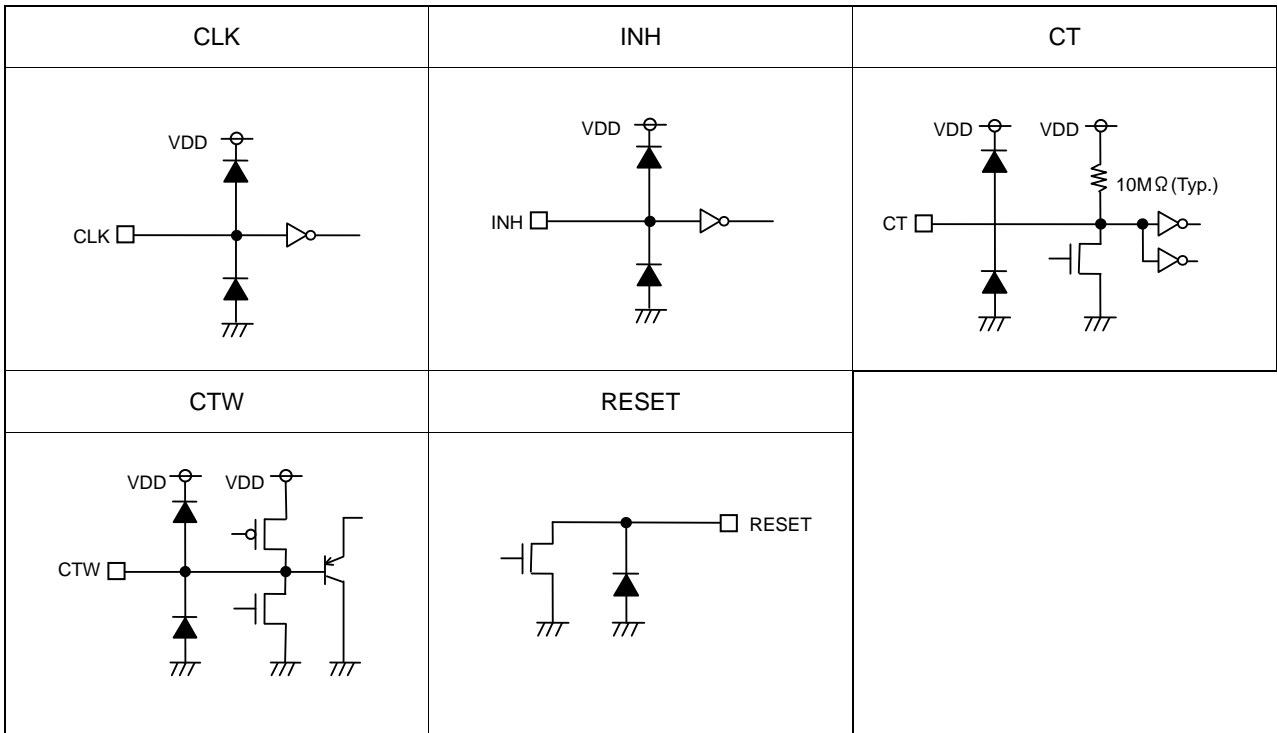 CLK
INH
CT
VDD
CLK
VDD
INH
VDD
VDD
10MΩ(Typ.)
CT
CTW
RESET
VDD
VDD
CTW
RESET